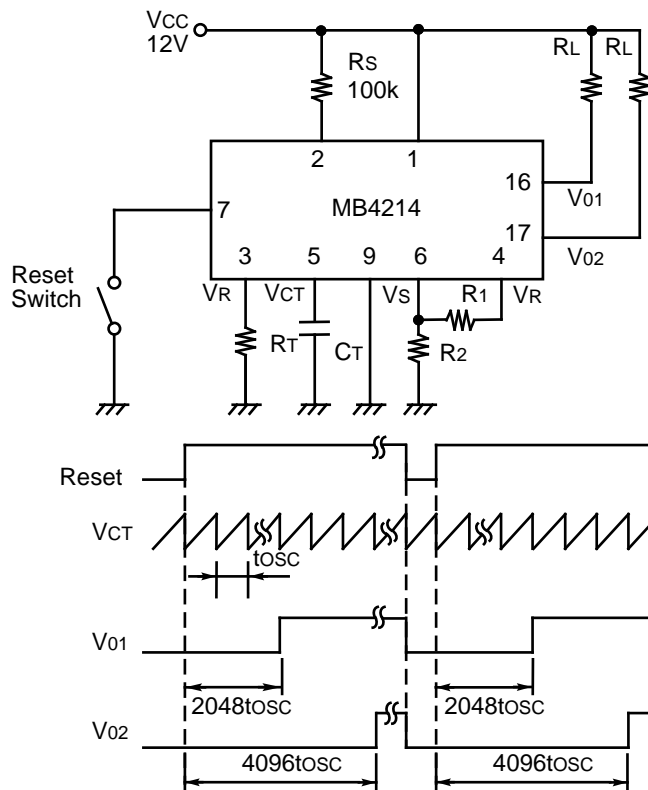 VCC
12V
RS
100k
RL RL
2 1
16
V01
7 MB4214
17
V02
3 5 9 6 4
Reset
Switch
VR VCT VS R1 VR
RT CT R2
Reset
VCT
tOSC
V01
2048tOSC 2048tOSC
V02
4096tOSC 4096tOSC